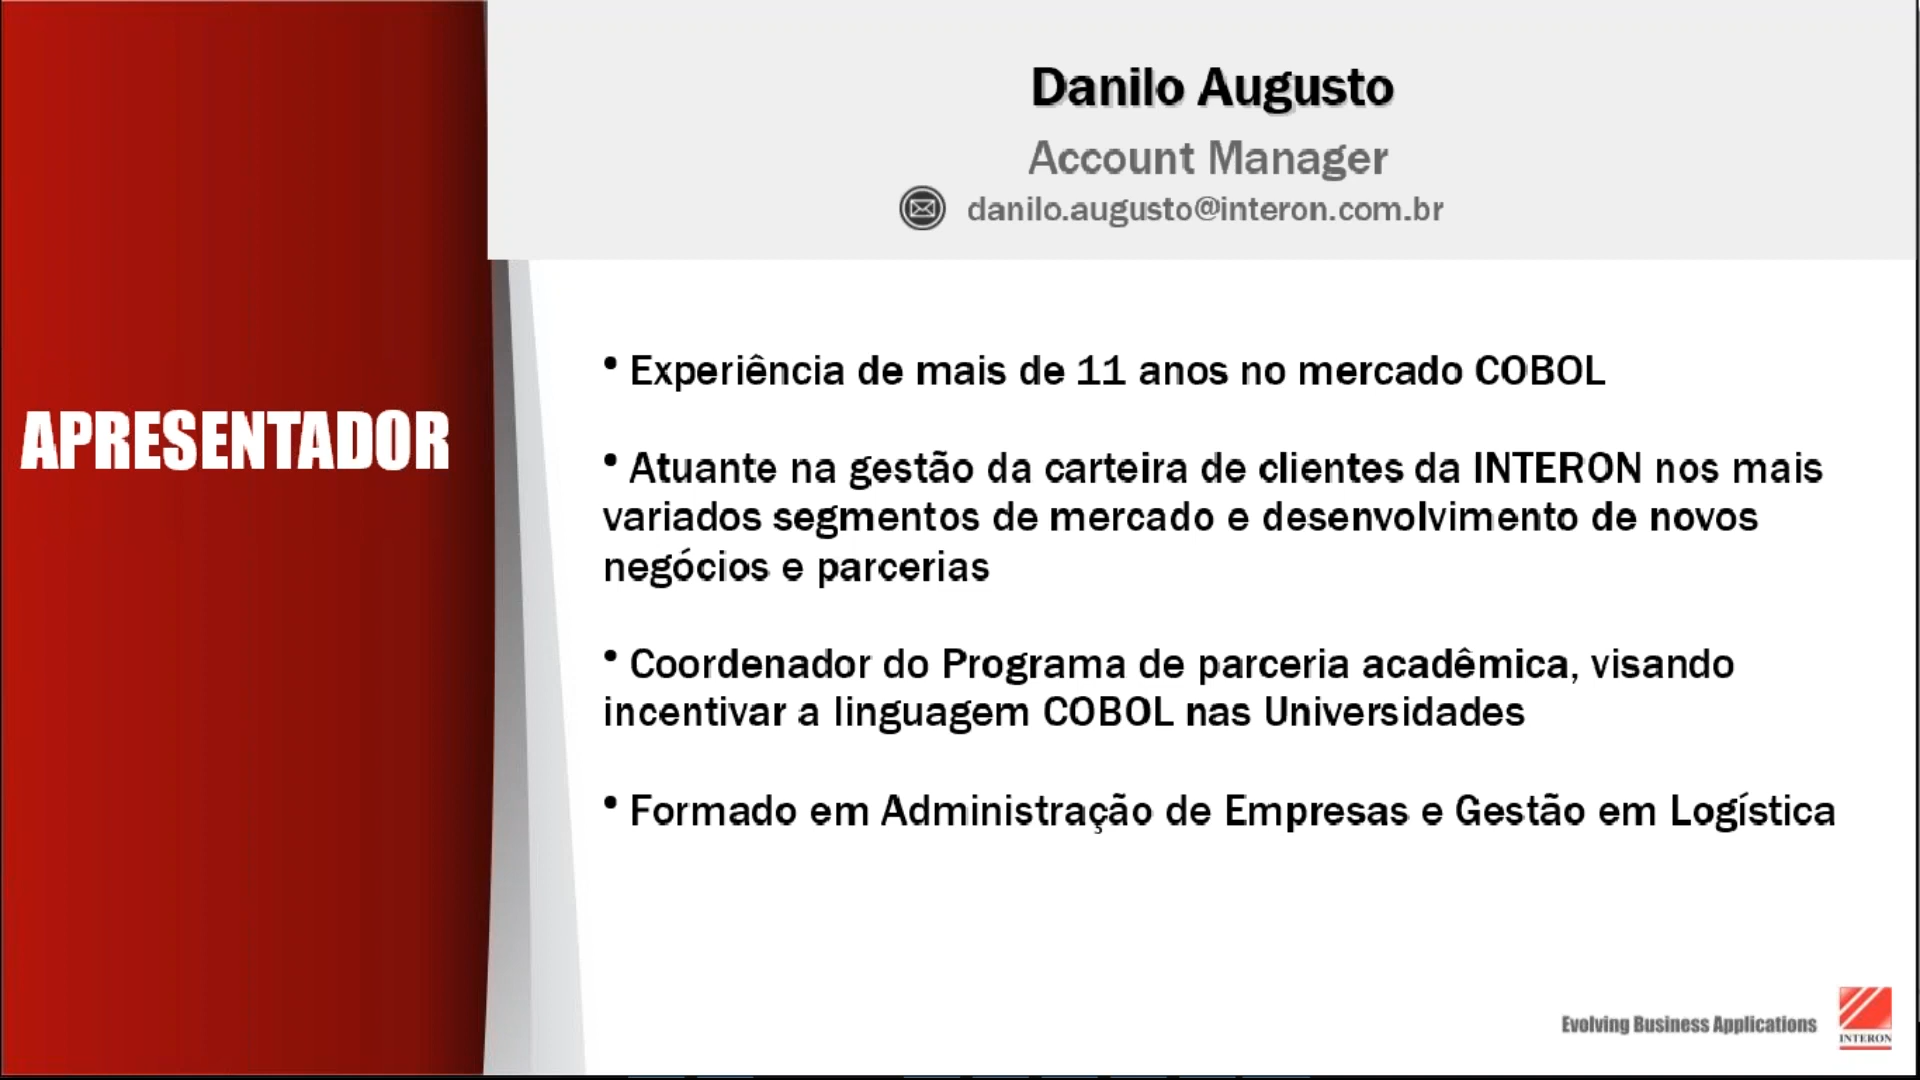 APRESENTADOR
Danilo Augusto
Account Manager
danilo.augusto@interon.com.br
• Experiência de mais de 11 anos no mercado COBOL
• Atuante na gestão da carteira de clientes da INTERON nos mais
variados segmentos de mercado e desenvolvimento de novos
negócios e parcerias
• Coordenador do Programa de parceria acadêmica, visando
incentivar a linguagem COBOL nas Universidades
• Formado em Administração de Empresas e Gestão em Logística
Evolving Business Applications
INTERON